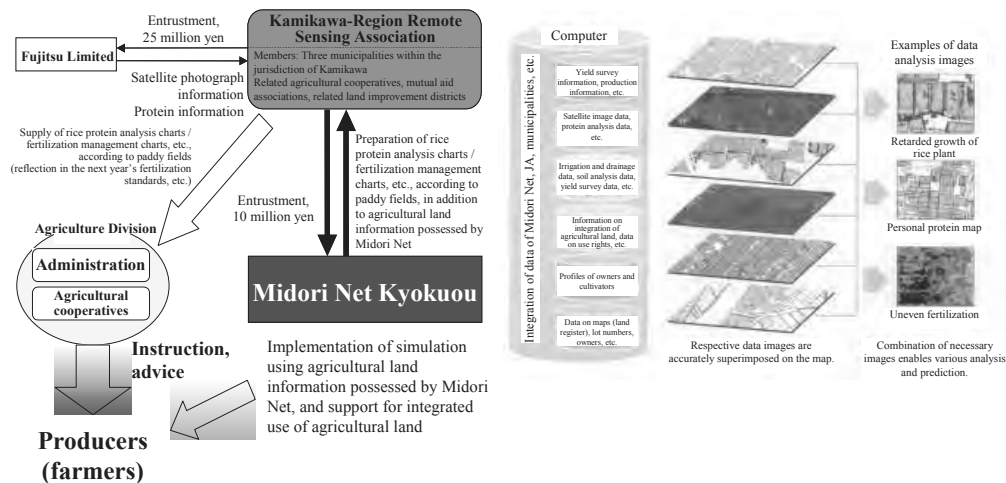 Kamikawa-Region Remote
Sensing Association
Members: Three municipalities within the
jurisdiction of Kamikawa
Related agricultural cooperatives, mutual aid
associations, related land improvement districts
Entrustment,
25 million yen
Fujitsu Limited
Satellite photograph
information
Protein information
Supply of rice protein analysis charts /
fertilization management charts, etc.,
according to paddy fields
(reflection in the next year's fertilization
standards, etc.)
Entrustment,
10 million yen
Preparation of rice
protein analysis charts /
fertilization management
charts, etc., according to
paddy fields, in addition
to agricultural land
information possessed by
Midori Net
Agriculture Division
Administration
Agricultural
cooperatives
Midori Net Kyokuou
Instruction,
advice
Implementation of simulation
using agricultural land
information possessed by Midori
Net, and support for integrated
use of agricultural land
Producers
(farmers)
Computer
Integration of data of Midori Net, JA, municipalities, etc.
Yield survey
information, production
information, etc.
Satellite image data,
protein analysis data,
etc.
Irrigation and drainage
data, soil analysis data,
yield survey data, etc.
Information on
integration of
agricultural land, data
on use rights, etc.
Profiles of owners and
cultivators
Data on maps (land
register), lot numbers,
owners, etc.
Respective data images are
accurately superimposed on the map.
Examples of data
analysis images
Retarded growth of
rice plant
Personal protein map
Uneven fertilization
Combination of necessary
images enables various analysis
and prediction.